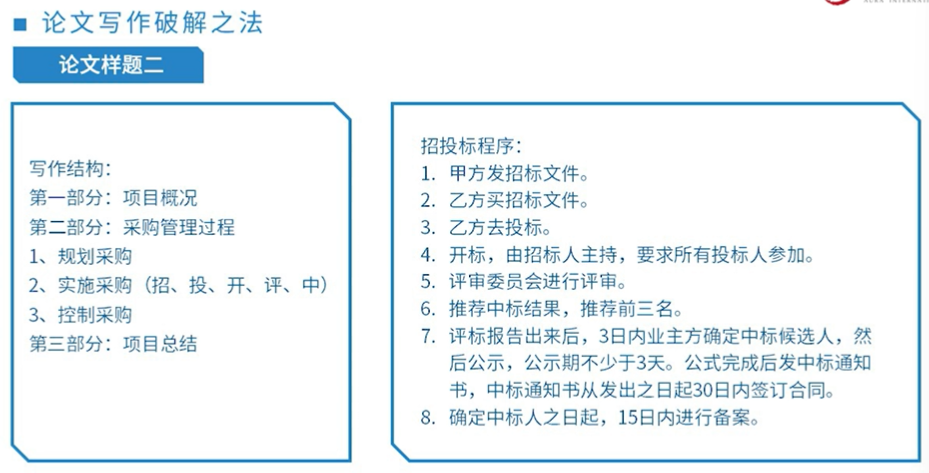 论文写作破解之法
论文样题二
写作结构：
第一部分：项目概况
第二部分：采购管理过程
1、规划采购
2、实施采购（招、投、开、评、中）
3、控制采购
第三部分：项目总结
招投标程序：
1. 甲方发招标文件。
2. 乙方买招标文件。
3. 乙方去投标。
4. 开标，由招标人主持，要求所有投标人参加。
5. 评审委员会进行评审。
6. 推荐中标结果，推荐前三名。
7. 评标报告出来后，3日内业主方确定中标候选人，然
后公示，公示期不少于3天。公式完成后发中标通知
书，中标通知书从发出之日起30日内签订合同。
8. 确定中标人之日起，15日内进行备案。